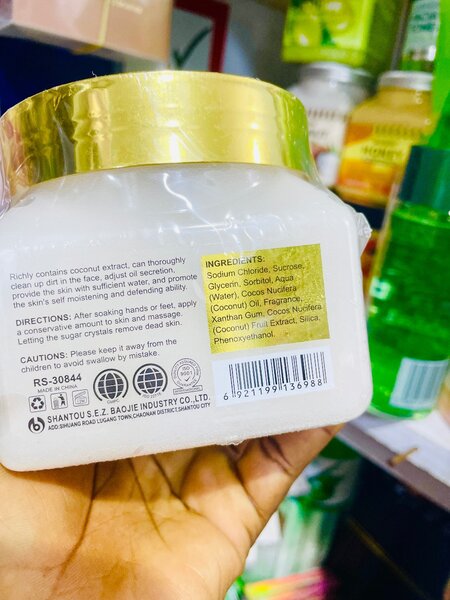 Richly contains coconut extract, can thoroughly
clean up dirt in the face, adjust oil secretion,
provide the skin with sufficient water, and promote
the skin's self moistening and defending ability.
DIRECTIONS: After soaking hands or feet, apply
a conservative amount to skin and massage.
Letting the sugar crystals remove dead skin.
CAUTIONS: Please keep it away from the
children to avoid swallow by mistake.
RS-30844
MADE IN CHINA
GMPC
ISO 22716
SHANTOU S.E.Z. BAOJIE INDUSTRY CO.,LTD.
ADD:SIHUANG ROAD LUGANG TOWN,CHAONAN DISTRICT,SHANTOU CITY
INGREDIENTS:
Sodium Chloride, Sucrose,
Glycerin, Sorbitol, Aqua
(Water), Cocos Nucifera
(Coconut) Oil, Fragrance,
Xanthan Gum, Cocos Nucifera
(Coconut) Fruit Extract, Silica,
Phenoxyethanol.
6 921199 136988
HONEY